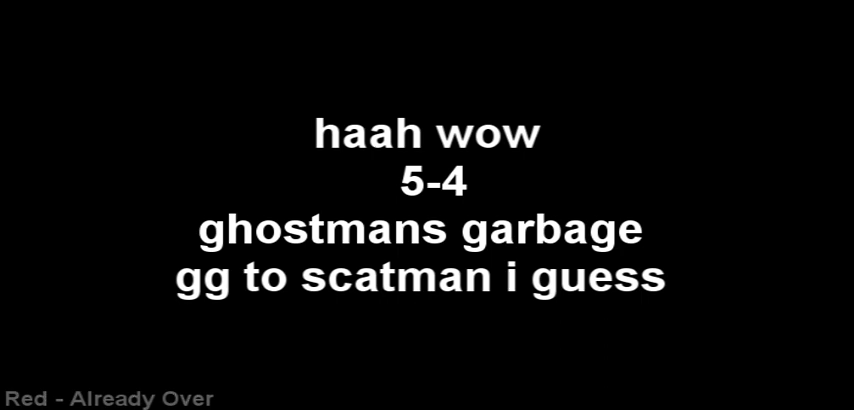 haah wow
5-4
ghostmans garbage
gg to scatman i guess
Red - Already Over